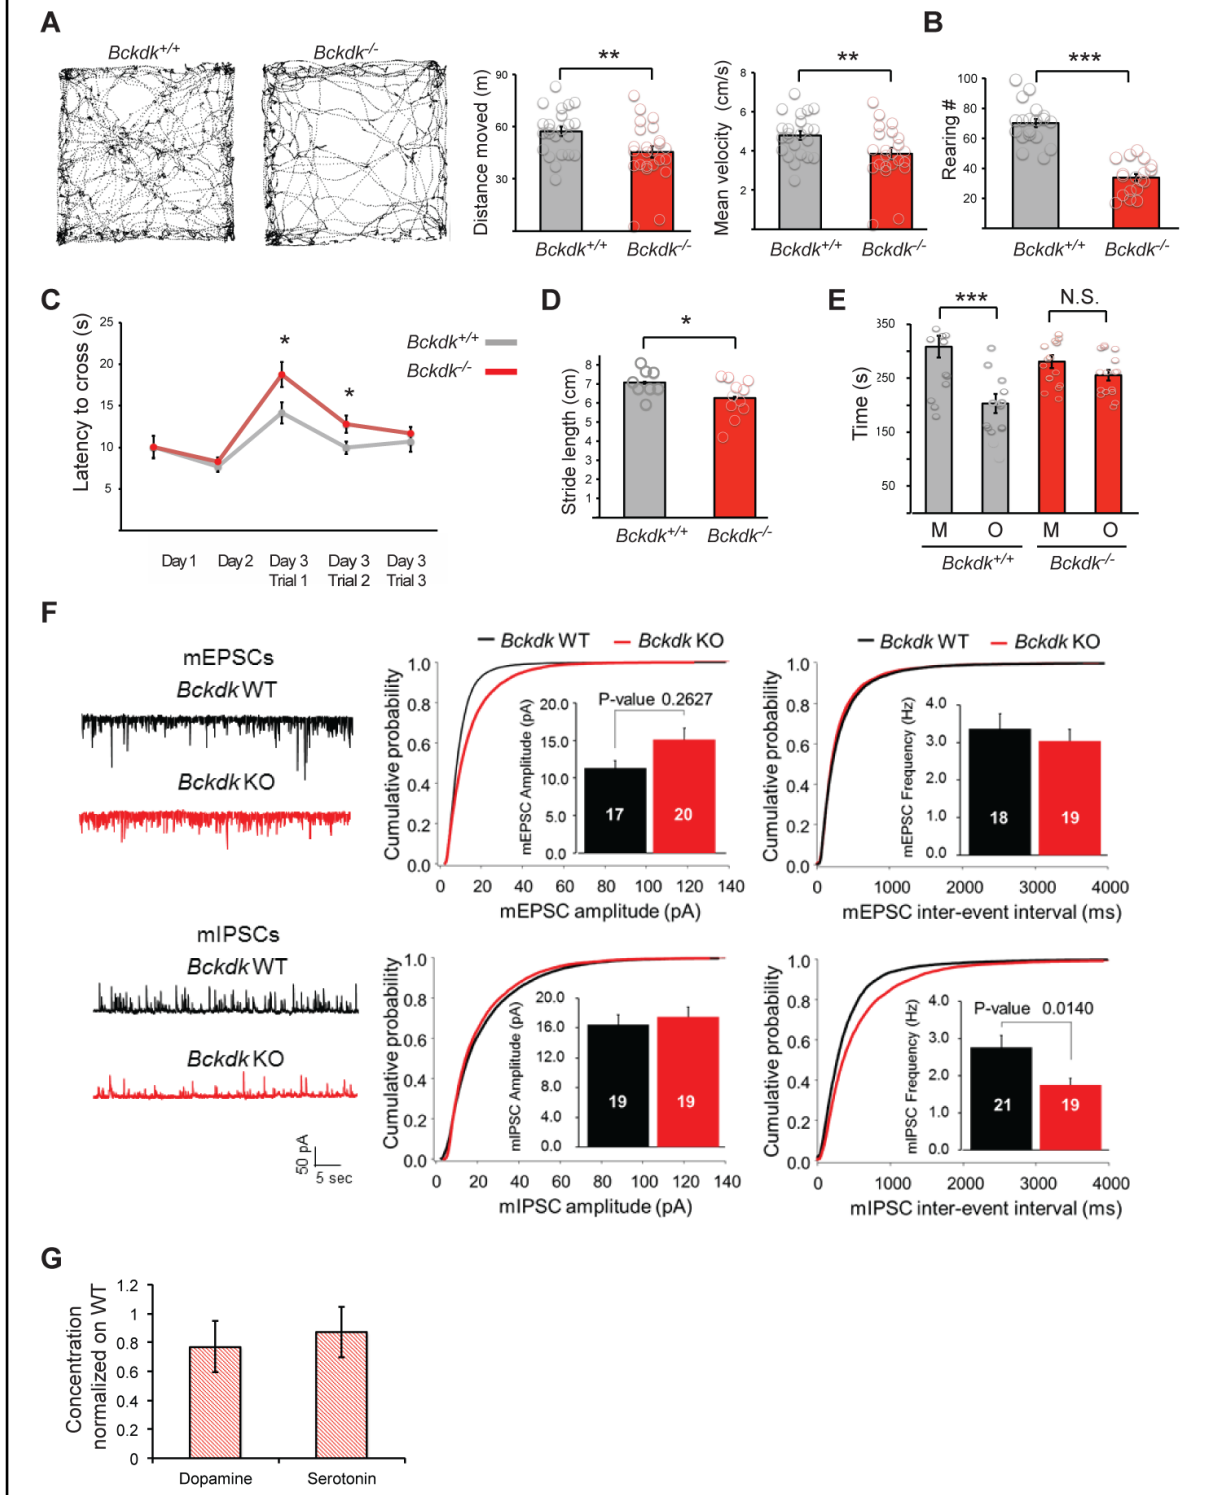 A
Bckdk+/+
Bckdk-/-
Distance moved (m)
90
60
30
**
Bckdk+/+
Bckdk-/-
Mean velocity (cm/s)
8
6
4
2
**
Bckdk+/+
Bckdk-/-
B
Rearing #
100
80
60
40
20
***
Bckdk+/+
Bckdk-/-
C
Latency to cross (s)
25
20
15
10
5
*
*
Bckdk+/+
Bckdk-/-
Day 1
Day 2
Day 3
Trial 1
Day 3
Trial 2
Day 3
Trial 3
D
Stride length (cm)
8
7
6
5
4
3
2
1
*
Bckdk+/+
Bckdk-/-
E
Time (s)
350
250
150
50
***
N.S.
M
O
M
O
Bckdk+/+
Bckdk-/-
F
mEPSCs
Bckdk WT
Bckdk KO
Bckdk WT
Bckdk KO
Cumulative probability
1.0
0.8
0.6
0.4
0.2
0.0
mEPSC Amplitude (pA)
20.0
15.0
10.0
5.0
0.0
P-value 0.2627
17
20
0
20
40
60
80
100
120
140
mEPSC amplitude (pA)
Bckdk WT
Bckdk KO
Cumulative probability
1.0
0.8
0.6
0.4
0.2
0.0
mEPSC Frequency (Hz)
4.0
3.0
2.0
1.0
0.0
18
19
0
1000
2000
3000
4000
mEPSC inter-event interval (ms)
mIPSCs
Bckdk WT
Bckdk KO
50 pA
5 sec
Cumulative probability
1.0
0.8
0.6
0.4
0.2
0.0
mIPSC Amplitude (pA)
20.0
16.0
12.0
8.0
4.0
0.0
19
19
0
20
40
60
80
100
120
140
mIPSC amplitude (pA)
Cumulative probability
1.0
0.8
0.6
0.4
0.2
0.0
mIPSC Frequency (Hz)
4.0
3.0
2.0
1.0
0.0
P-value 0.0140
21
19
0
1000
2000
3000
4000
mIPSC inter-event interval (ms)
G
Concentration
normalized on WT
1.2
1
0.8
0.6
0.4
0.2
0
Dopamine
Serotonin